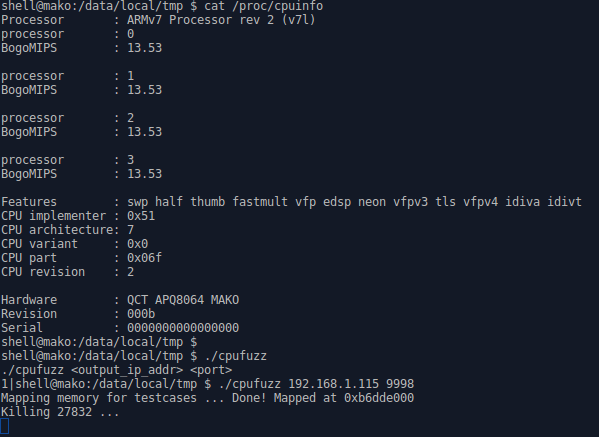 shell@mako:/data/local/tmp $ cat /proc/cpuinfo
Processor       : ARMv7 Processor rev 2 (v7l)
processor       : 0
BogoMIPS        : 13.53

processor       : 1
BogoMIPS        : 13.53

processor       : 2
BogoMIPS        : 13.53

processor       : 3
BogoMIPS        : 13.53

Features        : swp half thumb fastmult vfp edsp neon vfpv3 tls vfpv4 idiva idivt
CPU implementer : 0x51
CPU architecture: 7
CPU variant     : 0x0
CPU part        : 0x06f
CPU revision    : 2

Hardware        : QCT APQ8064 MAKO
Revision        : 000b
Serial          : 0000000000000000
shell@mako:/data/local/tmp $
shell@mako:/data/local/tmp $ ./cpufuzz
./cpufuzz <output_ip_addr> <port>
1|shell@mako:/data/local/tmp $ ./cpufuzz 192.168.1.115 9998
Mapping memory for testcases ... Done! Mapped at 0xb6dde000
Killing 27832 ...